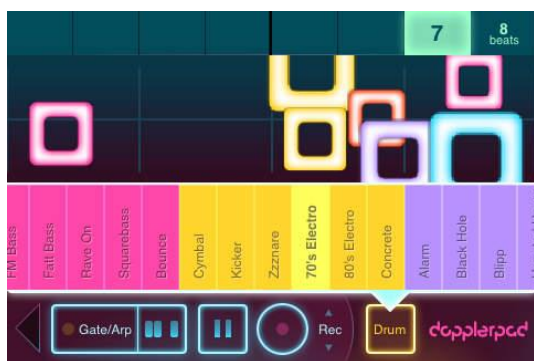 7
8
beats
FM Bass
Fatt Bass
Rave On
Squarebass
Bounce
Cymbal
Kicker
Zzznare
70's Electro
80's Electro
Concrete
Alarm
Black Hole
Blipp
Gate/Arp
Rec
Drum
dopplerpad